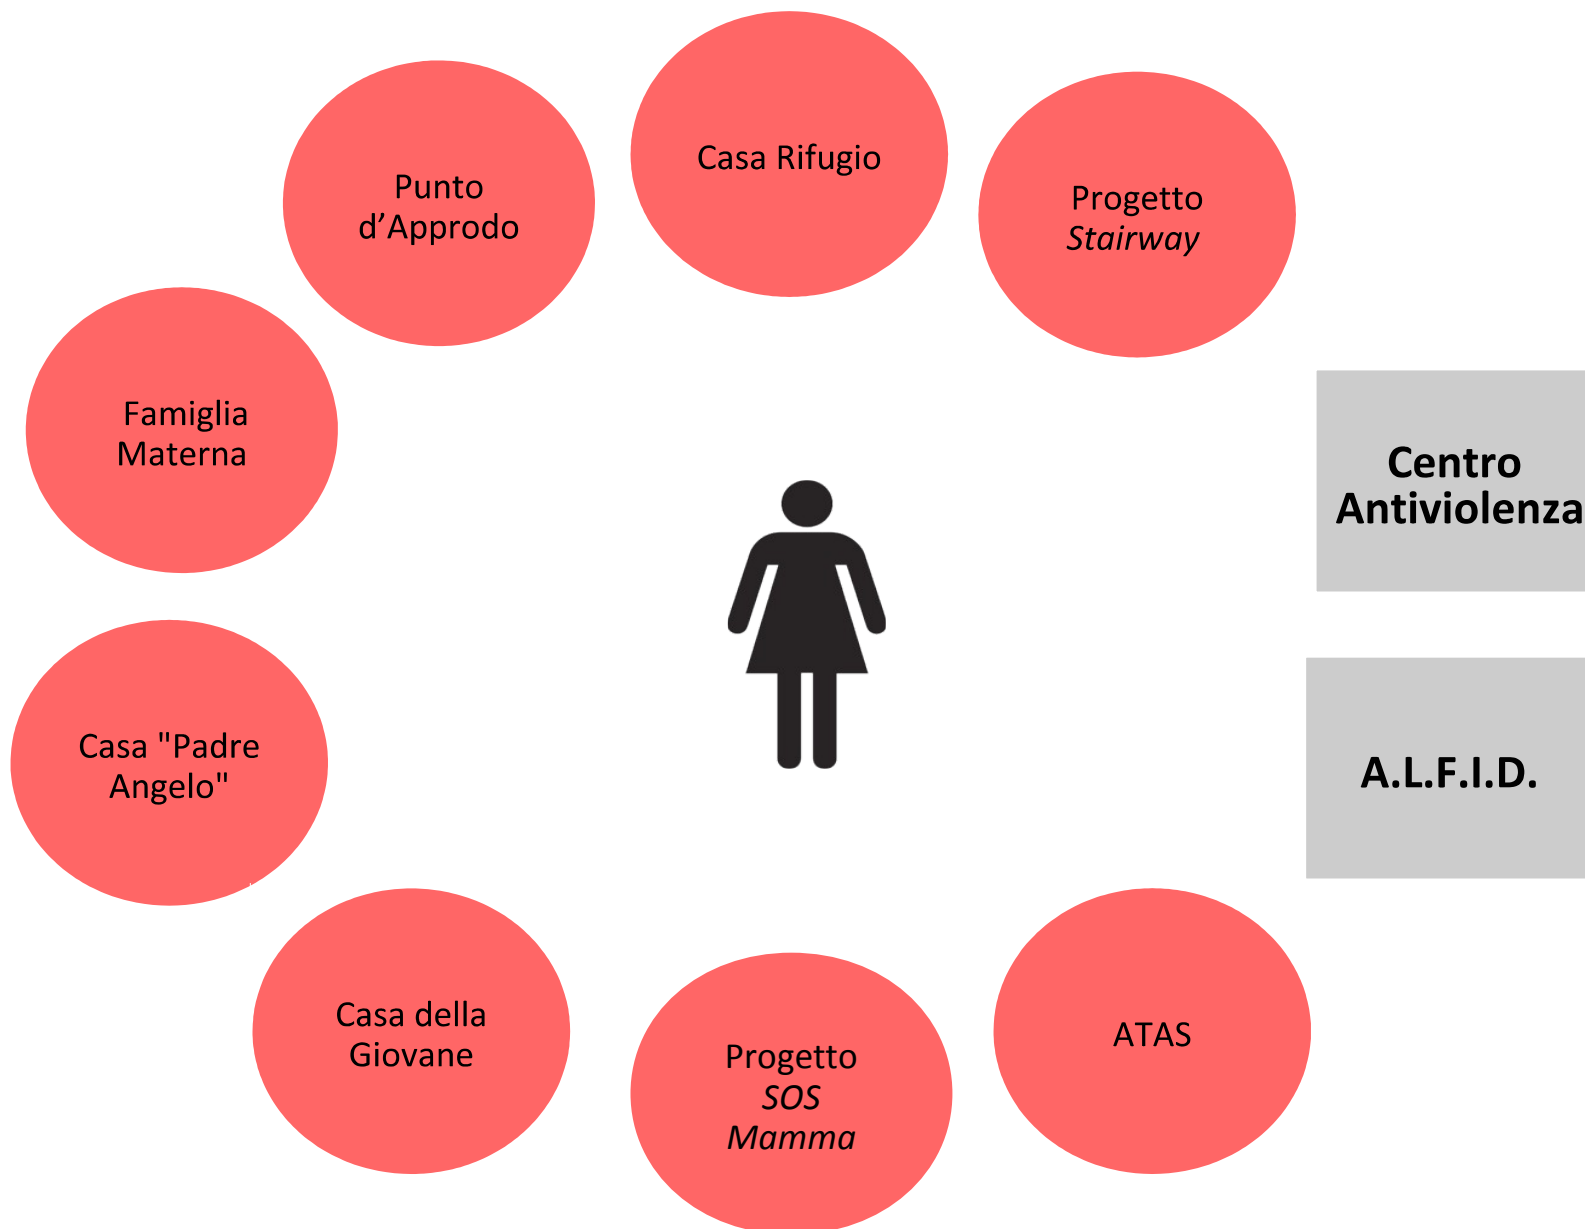 Casa Rifugio
Punto
d’Approdo
Progetto
Stairway
Famiglia
Materna
Centro
Antiviolenza
Casa "Padre
Angelo"
A.L.F.I.D.
Casa della
Giovane
Progetto
SOS
Mamma
ATAS